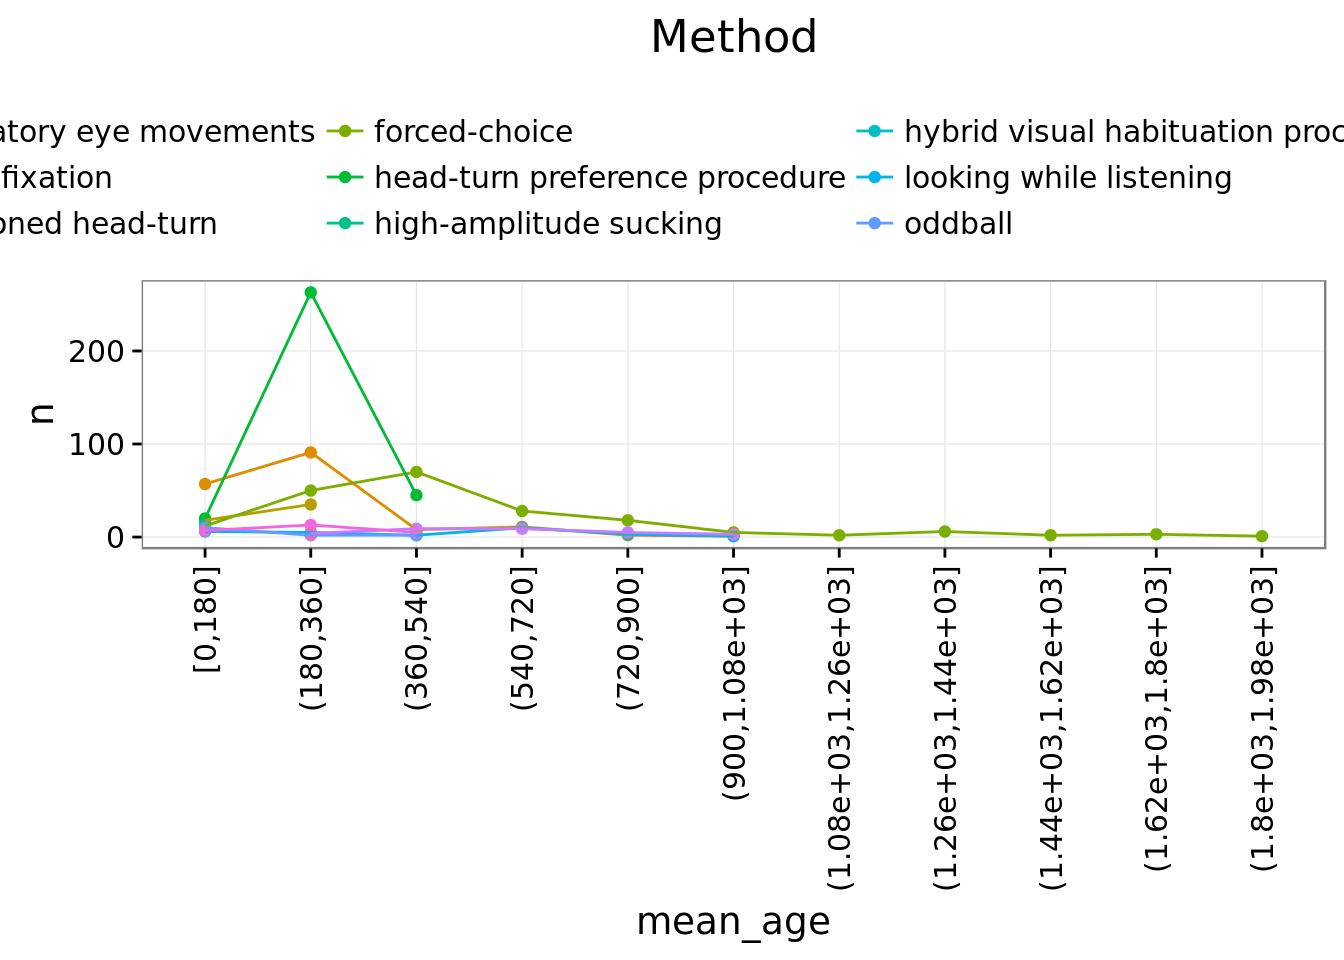 Method
atory eye movements forced-choice hybrid visual habituation proc
fixation head-turn preference procedure looking while listening
oned head-turn high-amplitude sucking oddball
200
100
0
n
[0,180]
(180,360]
(360,540]
(540,720]
(720,900]
(900,1.08e+03]
(1.08e+03,1.26e+03]
(1.26e+03,1.44e+03]
(1.44e+03,1.62e+03]
(1.62e+03,1.8e+03]
(1.8e+03,1.98e+03]
mean_age